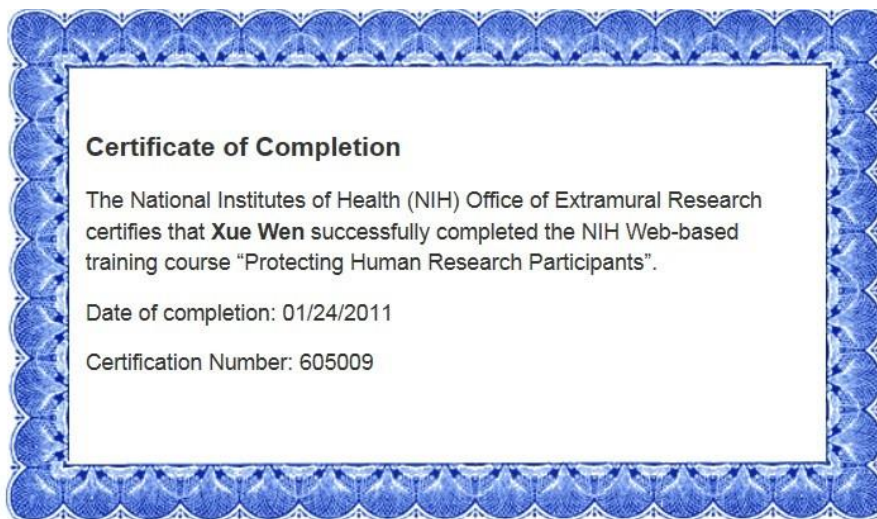 Certificate of Completion
The National Institutes of Health (NIH) Office of Extramural Research
certifies that Xue Wen successfully completed the NIH Web-based
training course “Protecting Human Research Participants”.
Date of completion: 01/24/2011
Certification Number: 605009